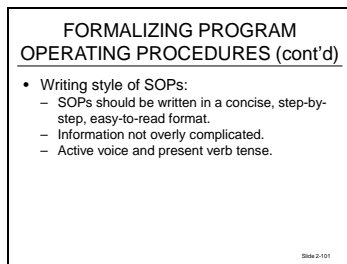 FORMALIZING PROGRAM
OPERATING PROCEDURES (cont'd)
• Writing style of SOPs:
– SOPs should be written in a concise, step-by-
step, easy-to-read format.
– Information not overly complicated.
– Active voice and present verb tense.
Slide 2-101